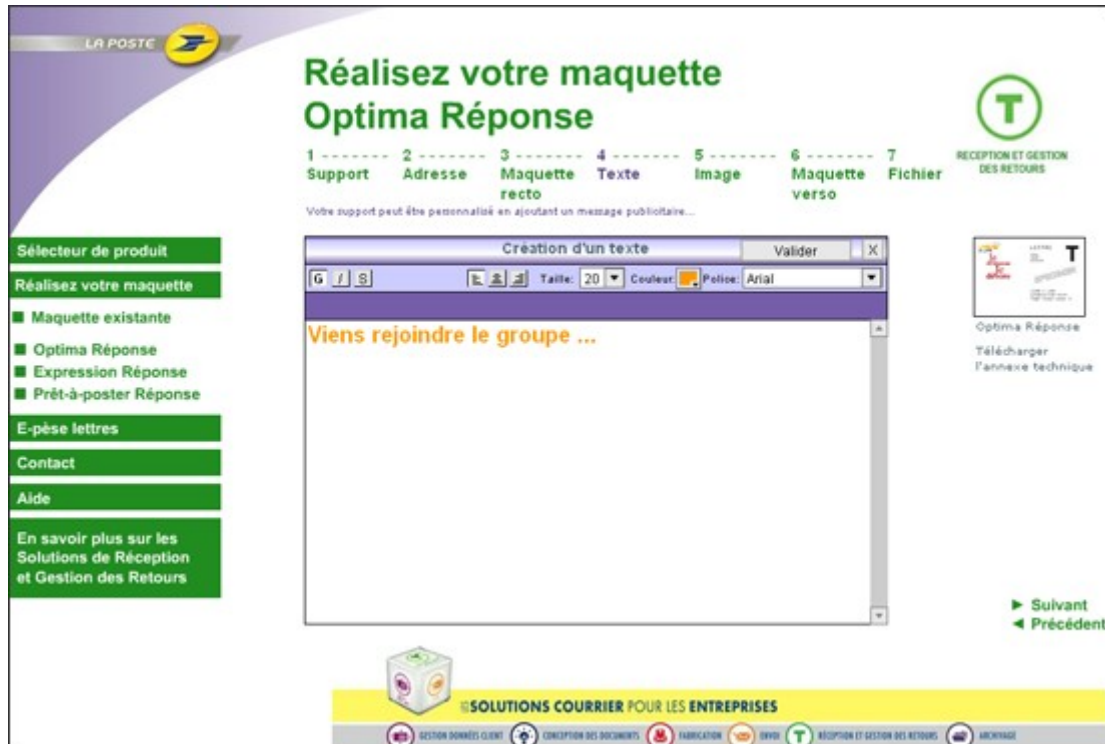 LA POSTE
Réalisez votre maquette
Optima Réponse
1 ------- 2 ------- 3 ------- 4 ------- 5 ------- 6 ------- 7
Support Adresse Maquette Texte Image Maquette Fichier
recto verso
Votre support peut être personnalisé en ajoutant un message publicitaire...
RECEPTION ET GESTION
DES RETOURS
T
Sélecteur de produit
Réalisez votre maquette
Maquette existante
Optima Réponse
Expression Réponse
Prêt-à-poster Réponse
E-pèse lettres
Contact
Aide
En savoir plus sur les
Solutions de Réception
et Gestion des Retours
Création d'un texte Valider X
G I S Taille: 20 Couleur: Police: Arial
Viens rejoindre le groupe ...
T
Optima Réponse
Télécharger
l'annexe technique
Suivant
Précédent
SOLUTIONS COURRIER POUR LES ENTREPRISES
GESTION DONNÉES CLIENT CONCEPTION DES DOCUMENTS FABRICATION ENVOI T RÉCEPTION ET GESTION DES RETOURS ARCHIVAGE